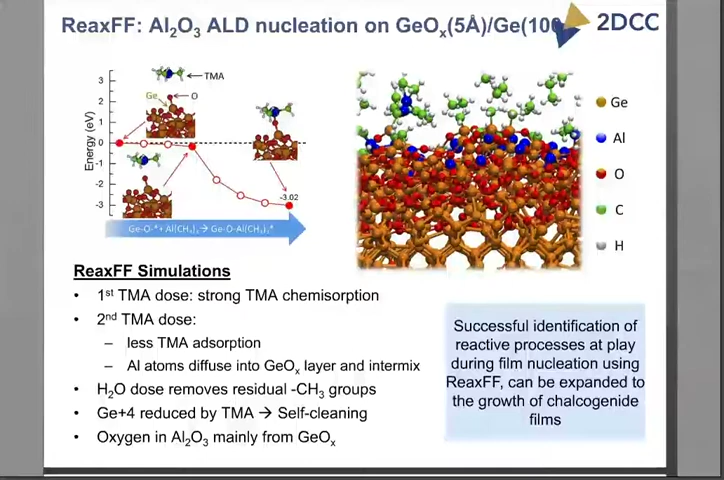 ReaxFF: Al₂O₃ ALD nucleation on GeOₓ(5Å)/Ge(100
2DCC
TMA
Ge
O
Energy (eV)
3
2
1
0
-1
-2
-3
-3.02
Ge-O-*+ Al(CH₃)₃→ Ge-O-Al(CH₃)₃*
Ge
Al
O
C
H
ReaxFF Simulations
• 1st TMA dose: strong TMA chemisorption
• 2nd TMA dose:
– less TMA adsorption
– Al atoms diffuse into GeOₓ layer and intermix
• H₂O dose removes residual -CH₃ groups
• Ge+4 reduced by TMA → Self-cleaning
• Oxygen in Al₂O₃ mainly from GeOₓ
Successful identification of
reactive processes at play
during film nucleation using
ReaxFF, can be expanded to
the growth of chalcogenide
films